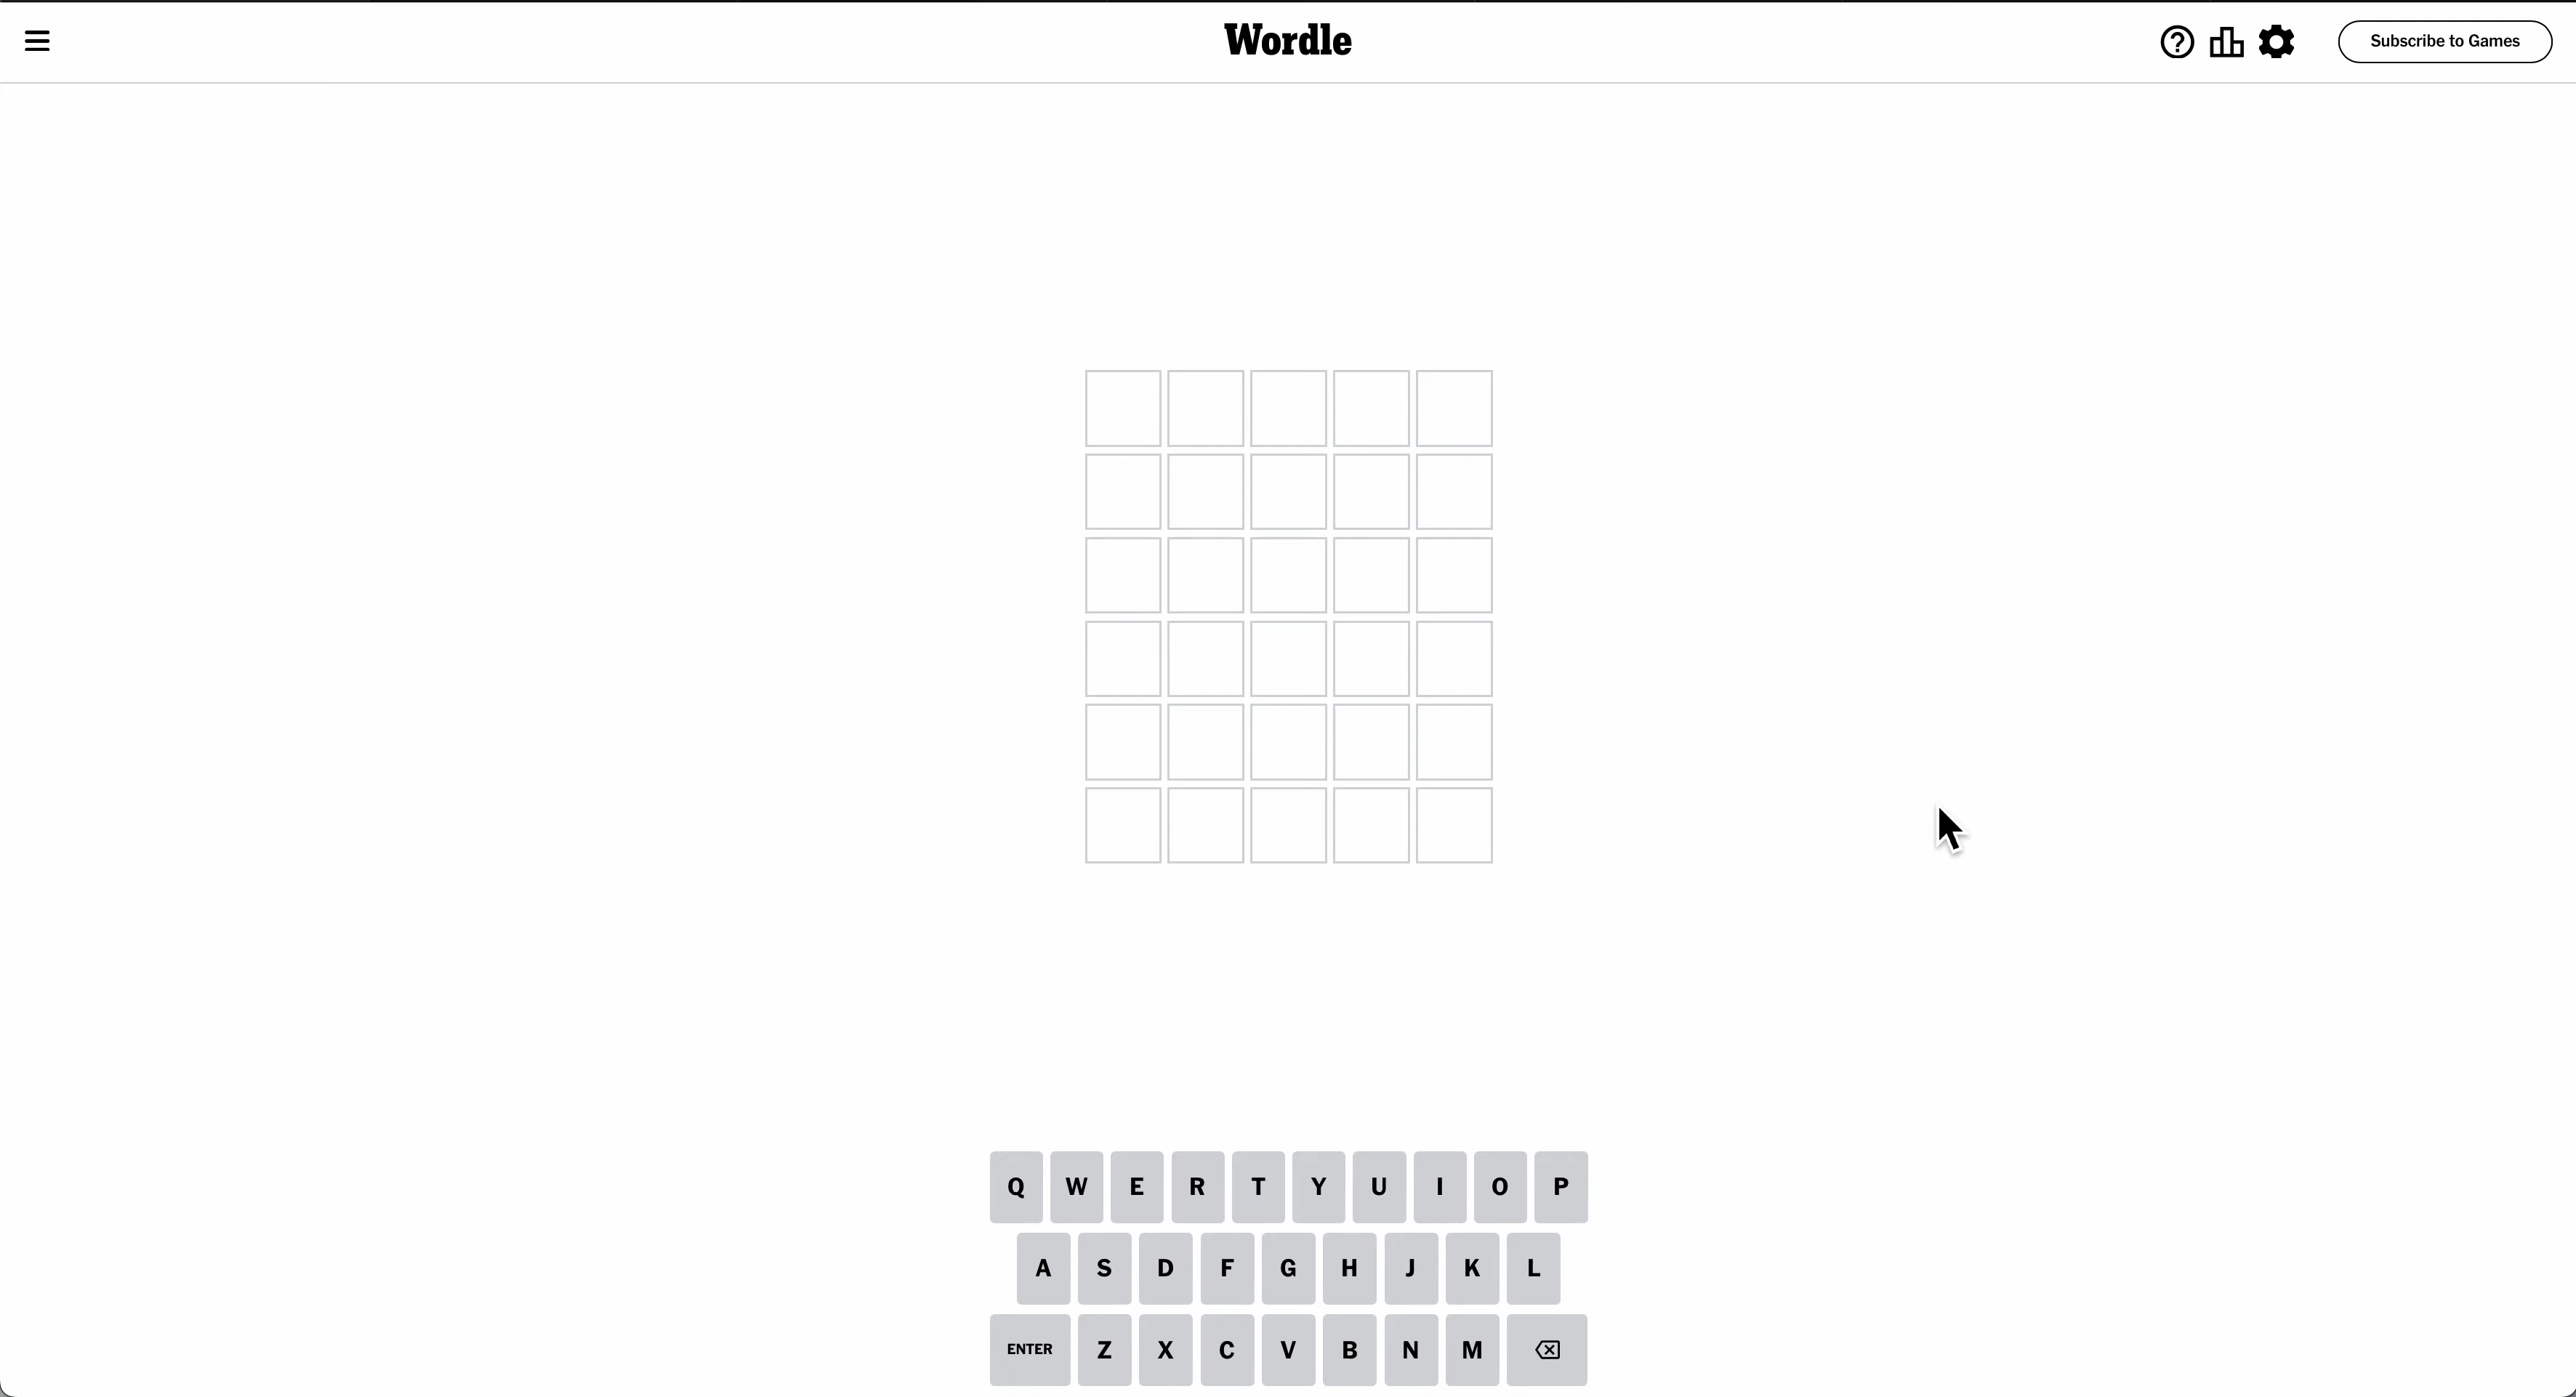 Wordle
Subscribe to Games
Q W E R T Y U I O P
A S D F G H J K L
ENTER Z X C V B N M